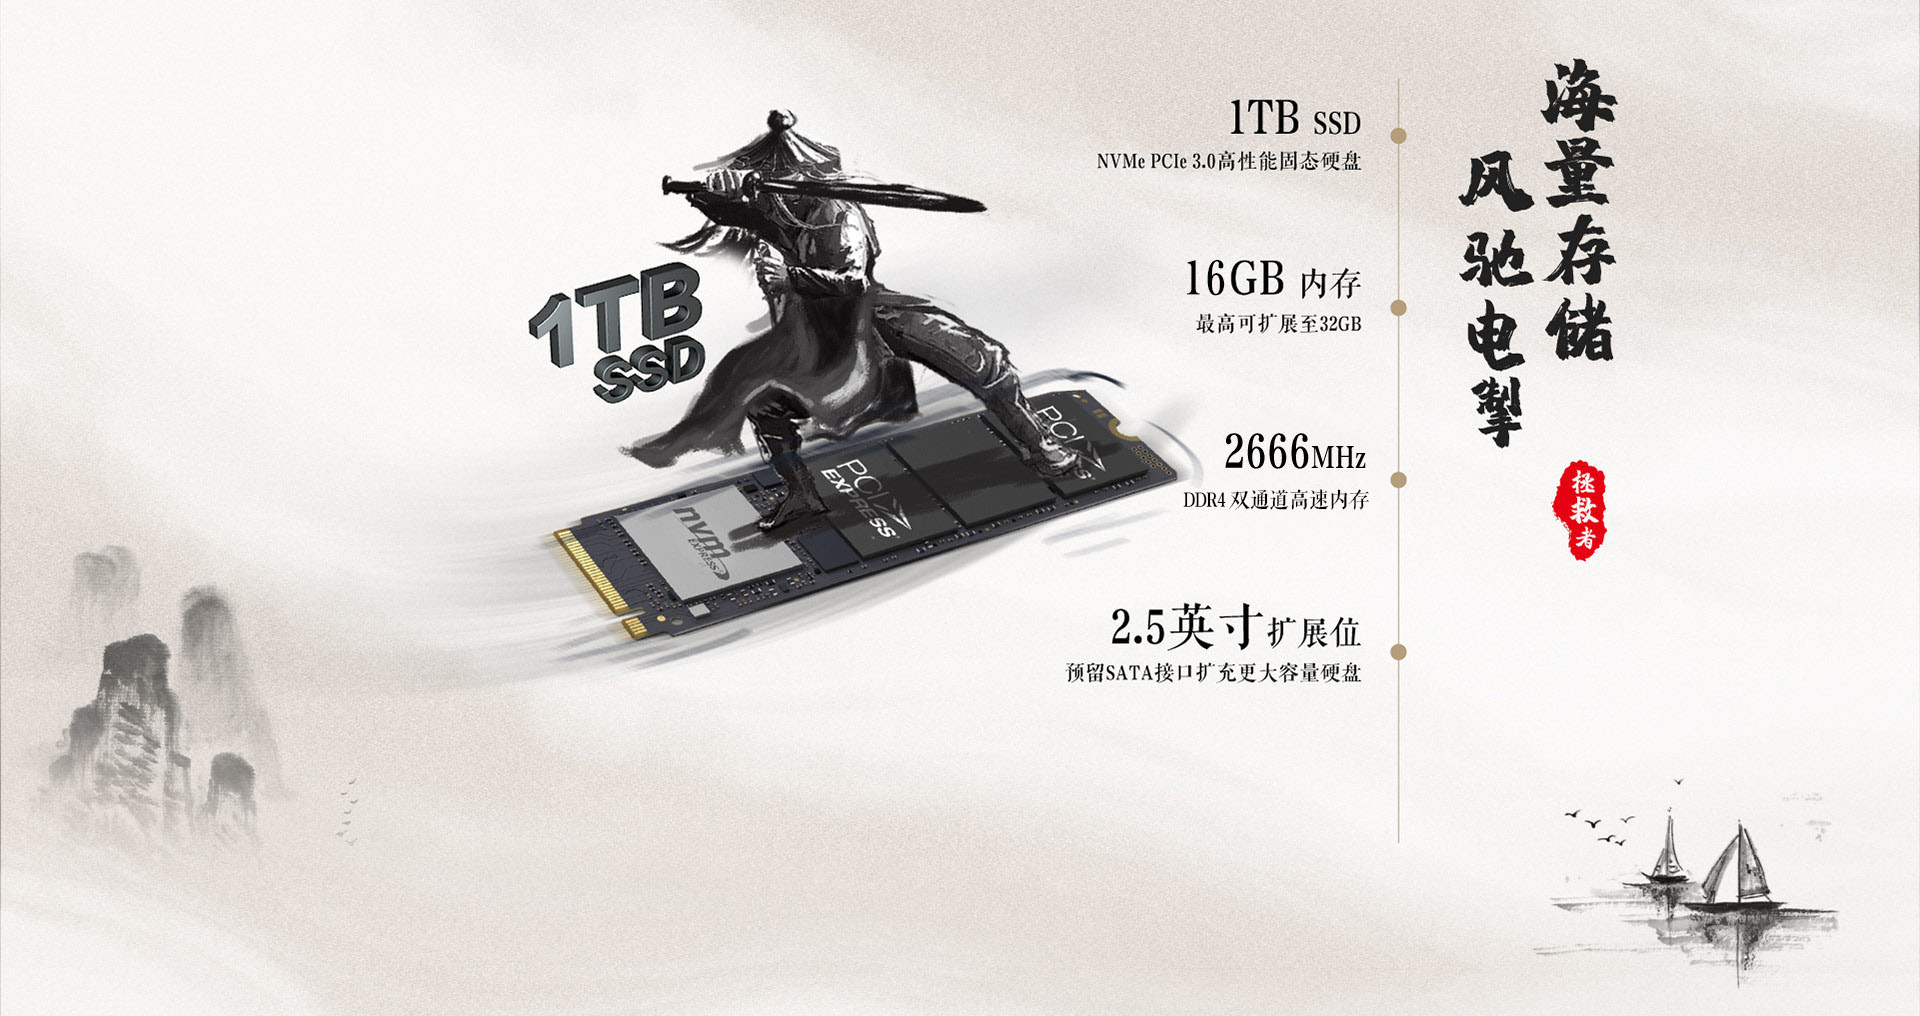 海量存储
风驰电掣
拯救者
1TB SSD
NVMe PCIe 3.0高性能固态硬盘
16GB 内存
最高可扩展至32GB
2666MHz
DDR4 双通道高速内存
2.5英寸扩展位
预留SATA接口扩充更大容量硬盘
1TB
SSD
nvm
EXPRESS
PCI
EXPRESS
PCI